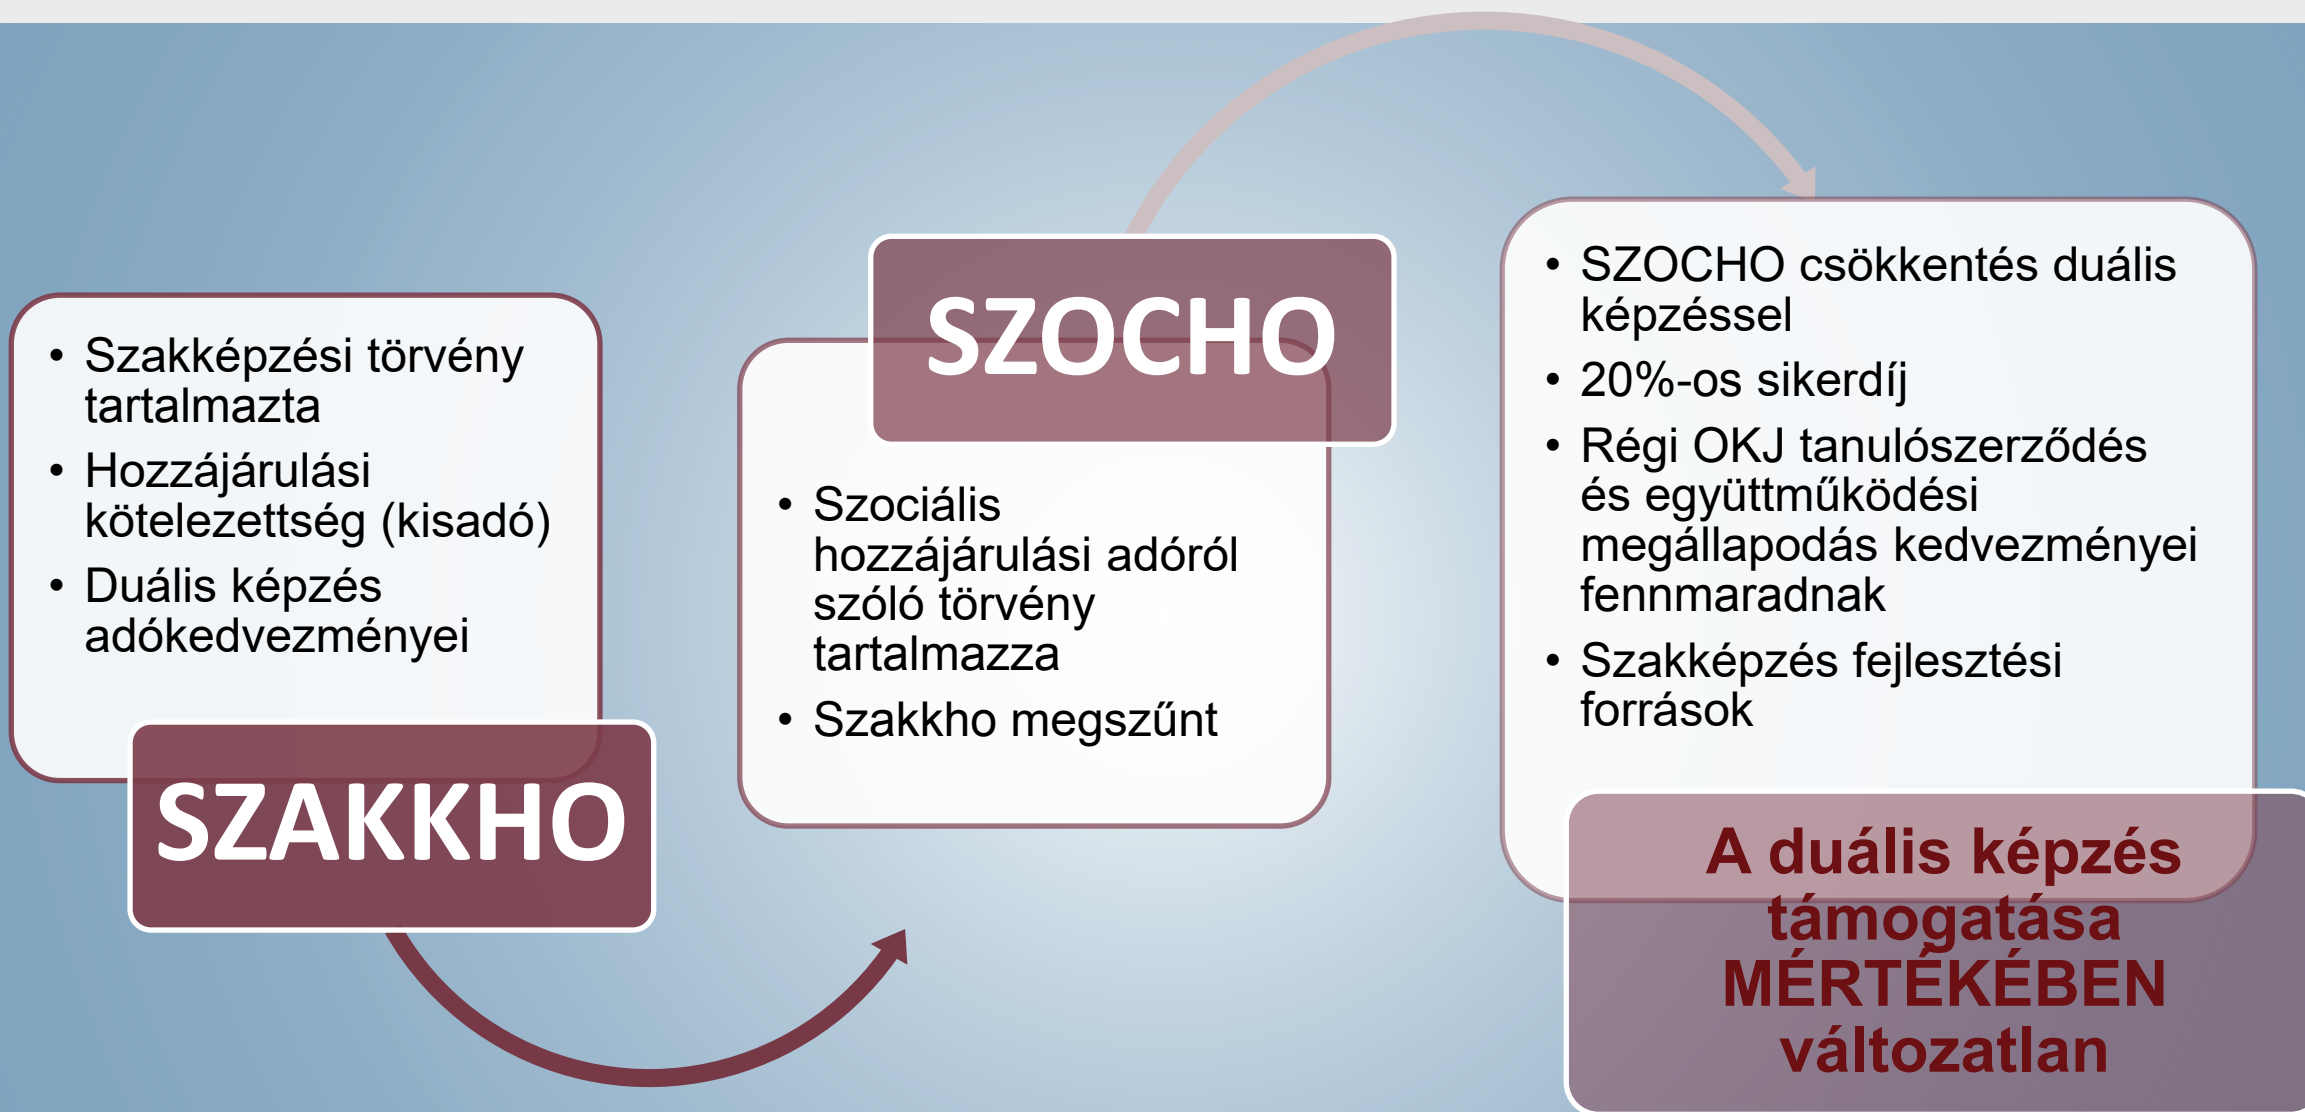 • Szakképzési törvény
tartalmazta
• Hozzájárulási
kötelezettség (kisadó)
• Duális képzés
adókedvezményei
SZAKKHO
SZOCHO
• Szociális
hozzájárulási adóról
szóló törvény
tartalmazza
• Szakkho megszűnt
• SZOCHO csökkentés duális
képzéssel
• 20%-os sikerdíj
• Régi OKJ tanulószerződés
és együttműködési
megállapodás kedvezményei
fennmaradnak
• Szakképzés fejlesztési
források
A duális képzés
támogatása
MÉRTÉKÉBEN
változatlan